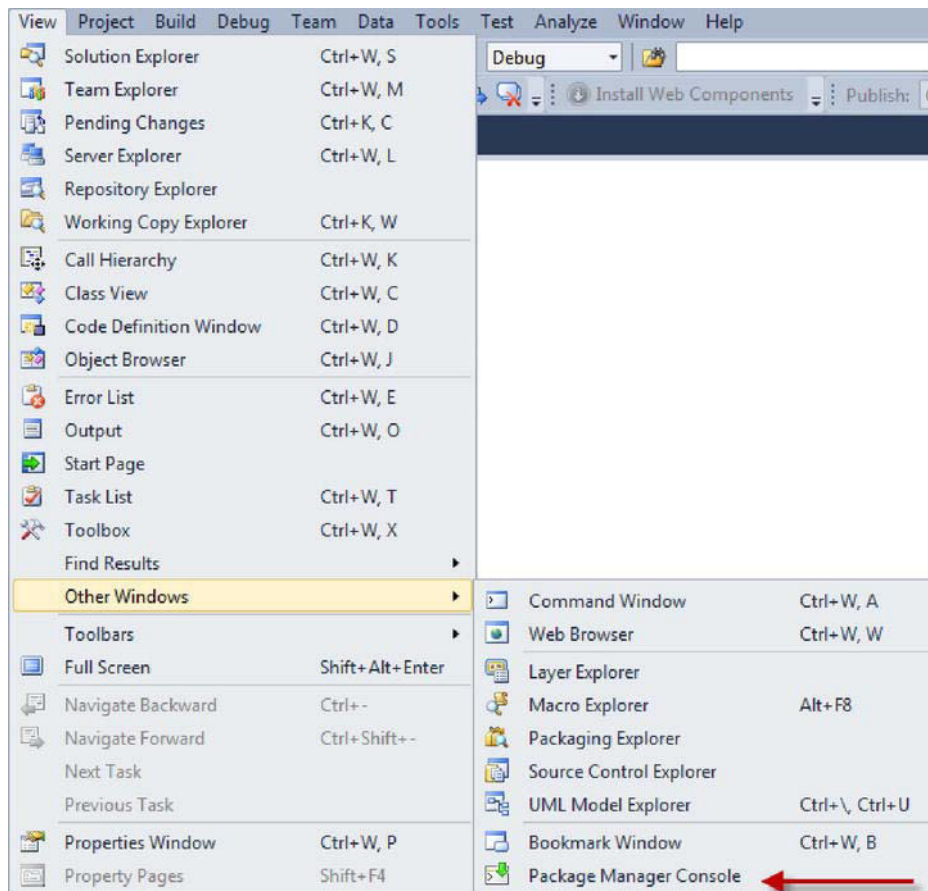 View Project Build Debug Team Data Tools Test Analyze Window Help
Debug
Install Web Components Publish:
Solution Explorer Ctrl+W, S
Team Explorer Ctrl+W, M
Pending Changes Ctrl+K, C
Server Explorer Ctrl+W, L
Repository Explorer
Working Copy Explorer Ctrl+K, W
Call Hierarchy Ctrl+W, K
Class View Ctrl+W, C
Code Definition Window Ctrl+W, D
Object Browser Ctrl+W, J
Error List Ctrl+W, E
Output Ctrl+W, O
Start Page
Task List Ctrl+W, T
Toolbox Ctrl+W, X
Find Results
Other Windows
Toolbars
Full Screen Shift+Alt+Enter
Navigate Backward Ctrl+-
Navigate Forward Ctrl+Shift+-
Next Task
Previous Task
Properties Window Ctrl+W, P
Property Pages Shift+F4
Command Window Ctrl+W, A
Web Browser Ctrl+W, W
Layer Explorer
Macro Explorer Alt+F8
Packaging Explorer
Source Control Explorer
UML Model Explorer Ctrl+\, Ctrl+U
Bookmark Window Ctrl+W, B
Package Manager Console